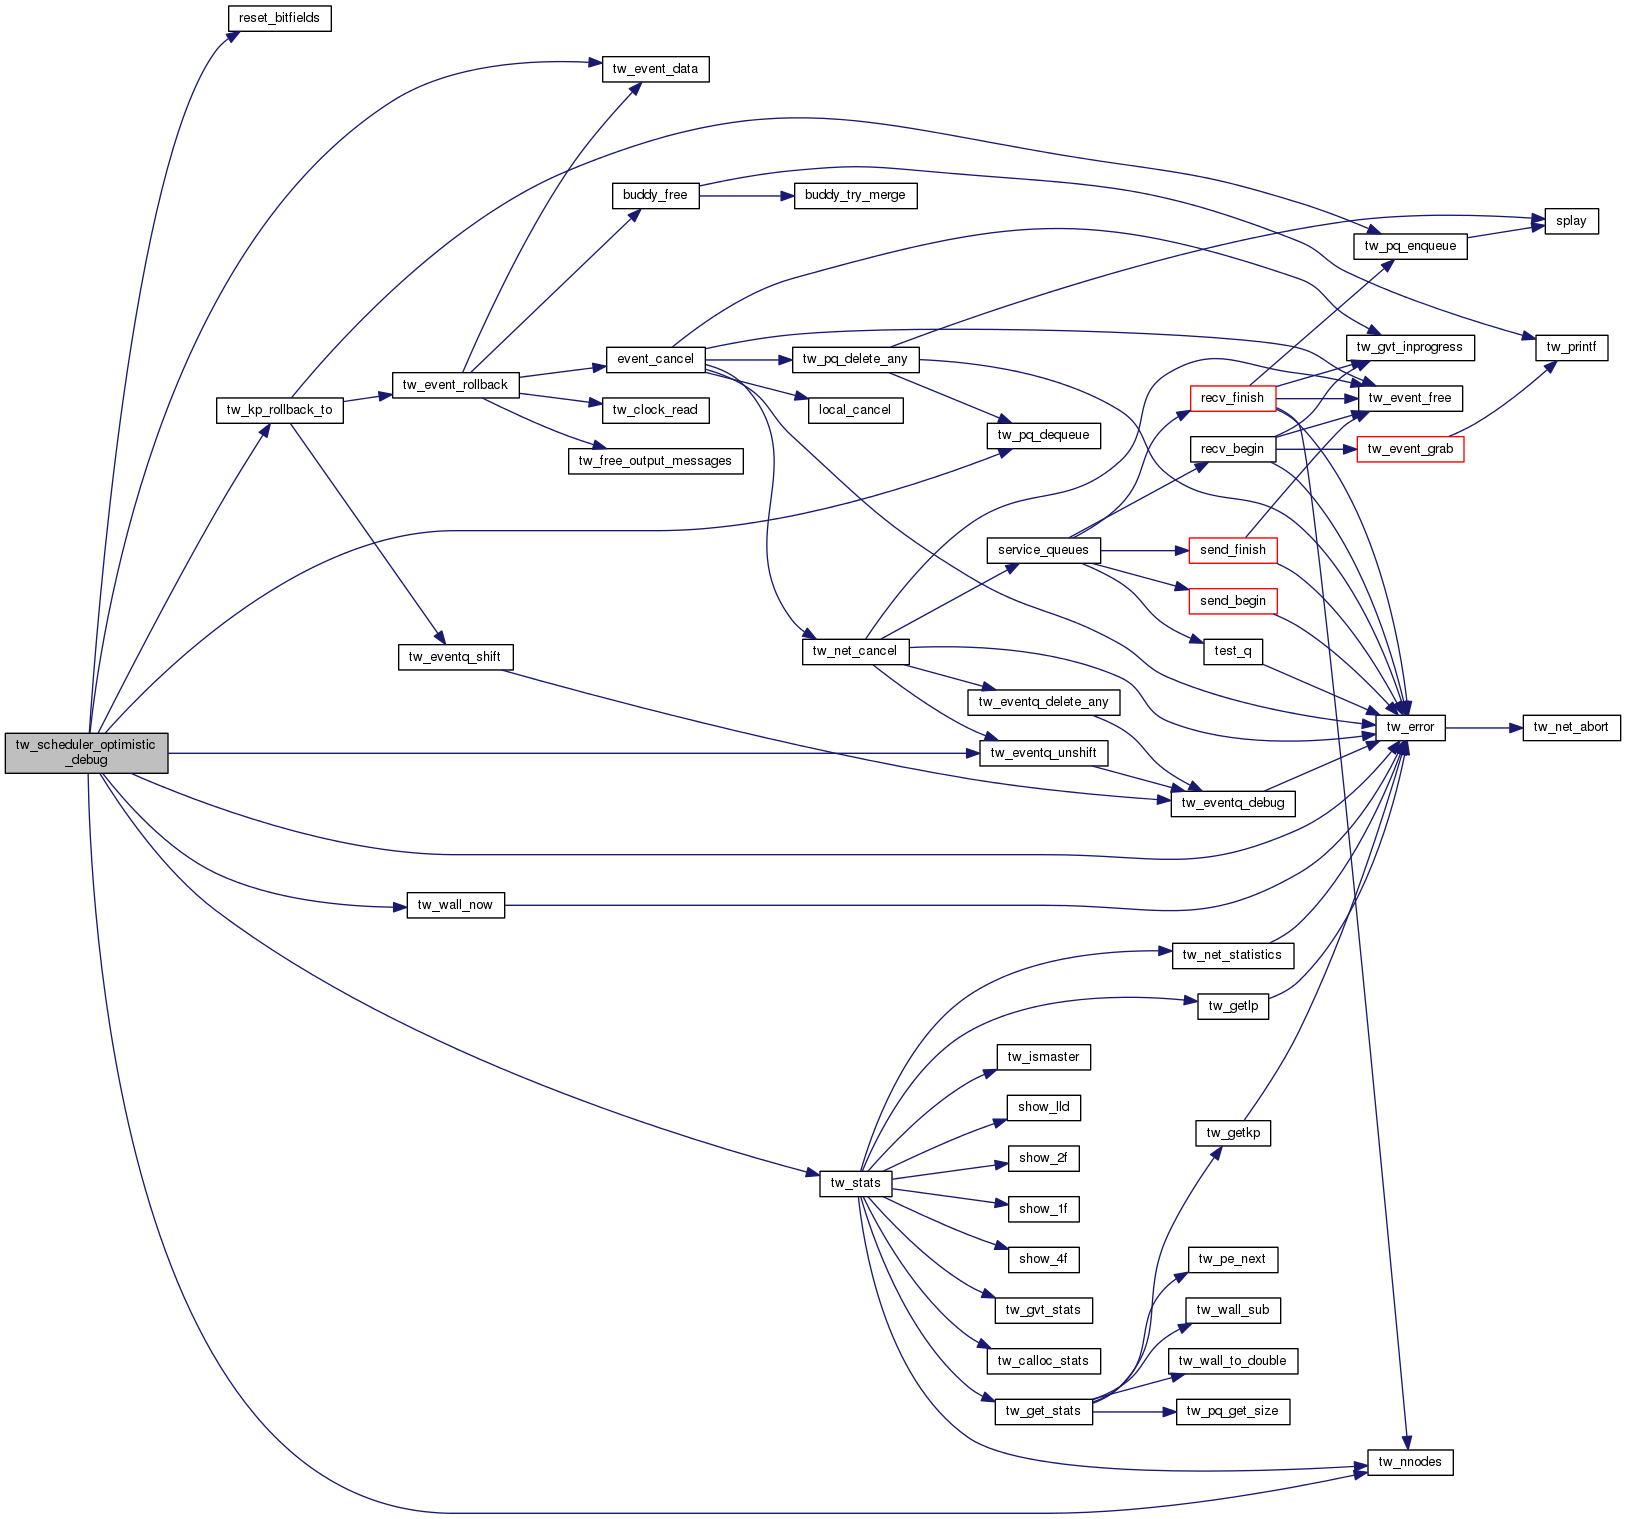 reset_bitfields
tw_event_data
buddy_free
buddy_try_merge
splay
tw_pq_enqueue
tw_gvt_inprogress
tw_printf
event_cancel
tw_pq_delete_any
tw_event_rollback
recv_finish
tw_event_free
tw_kp_rollback_to
tw_clock_read
local_cancel
tw_pq_dequeue
recv_begin
tw_event_grab
tw_free_output_messages
service_queues
send_finish
send_begin
tw_net_cancel
test_q
tw_eventq_shift
tw_eventq_delete_any
tw_error
tw_net_abort
tw_scheduler_optimistic
_debug
tw_eventq_unshift
tw_eventq_debug
tw_wall_now
tw_net_statistics
tw_getlp
tw_ismaster
show_lld
tw_getkp
show_2f
tw_stats
show_1f
show_4f
tw_pe_next
tw_gvt_stats
tw_wall_sub
tw_calloc_stats
tw_wall_to_double
tw_get_stats
tw_pq_get_size
tw_nnodes